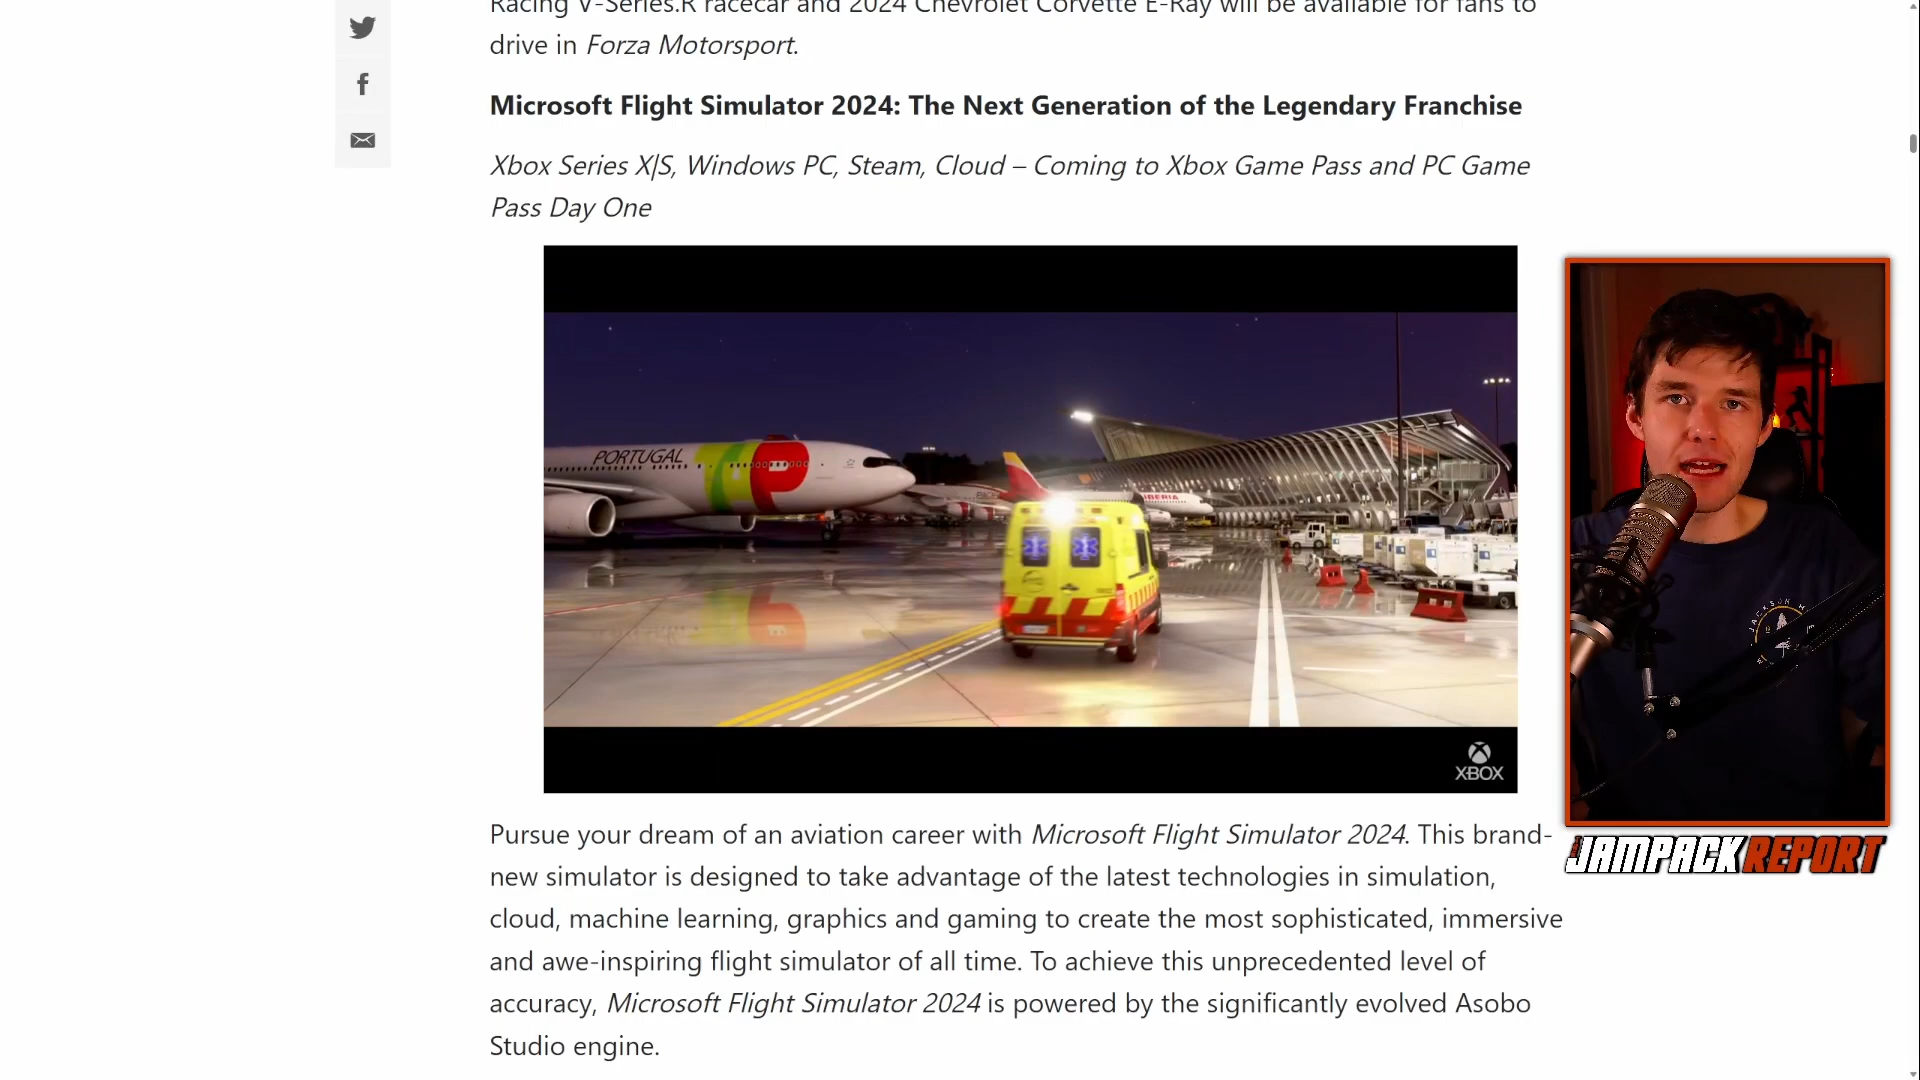 Racing V-Series.R racecar and 2024 Chevrolet Corvette E-Ray will be available for fans to
drive in Forza Motorsport.
Microsoft Flight Simulator 2024: The Next Generation of the Legendary Franchise
Xbox Series X|S, Windows PC, Steam, Cloud – Coming to Xbox Game Pass and PC Game
Pass Day One
PORTUGAL
IBERIA
XBOX
JACKSON H
JAMPACK REPORT
Pursue your dream of an aviation career with Microsoft Flight Simulator 2024. This brand-
new simulator is designed to take advantage of the latest technologies in simulation,
cloud, machine learning, graphics and gaming to create the most sophisticated, immersive
and awe-inspiring flight simulator of all time. To achieve this unprecedented level of
accuracy, Microsoft Flight Simulator 2024 is powered by the significantly evolved Asobo
Studio engine.